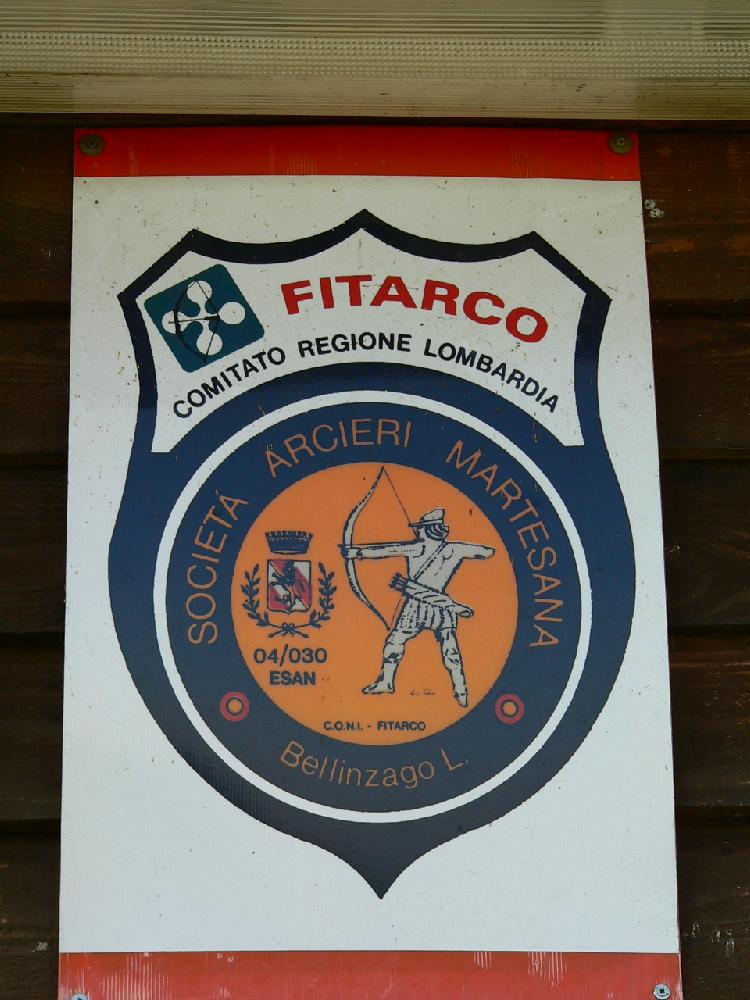 FITARCO
COMITATO REGIONE LOMBARDIA
SOCIETÀ ARCIERI MARTESANA
04/030
ESAN
C.O.N.I. - FITARCO
Bellinzago L.